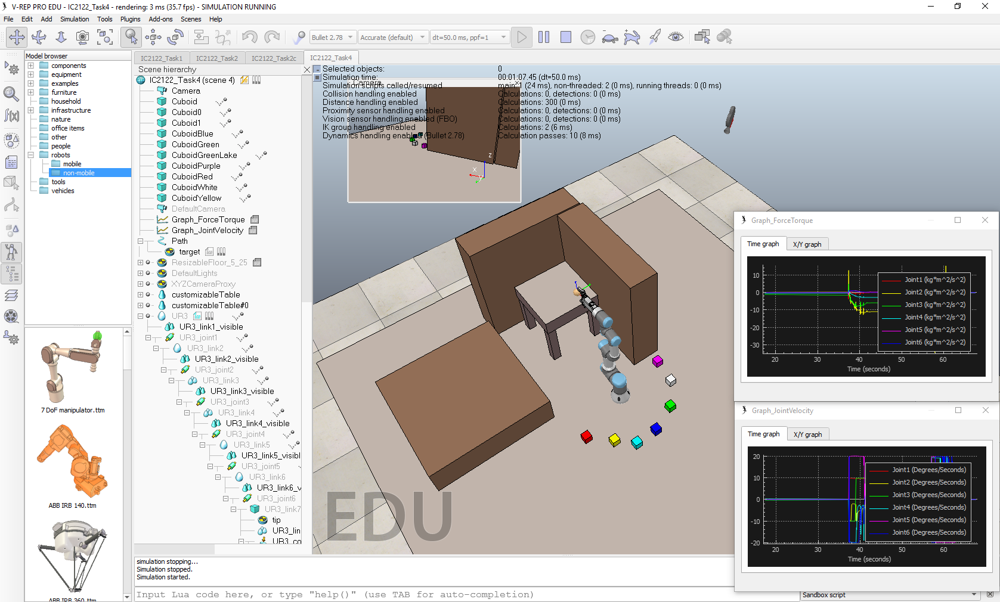 V-REP PRO EDU - IC2122_Task4 - rendering: 3 ms (35.7 fps) - SIMULATION RUNNING
File Edit Add Simulation Tools Plugins Add-ons Scenes Help
Bullet 2.78 Accurate (default) dt=50.0 ms, ppf=1
Model browser
components
equipment
examples
furniture
household
infrastructure
nature
office items
other
people
robots
mobile
non-mobile
tools
vehicles
7 DoF manipulator.ttm
ABB IRB 140.ttm
ABB IRB 360.ttm
IC2122_Task1 IC2122_Task2 IC2122_Task2c IC2122_Task4
Scene hierarchy
IC2122_Task4 (scene 4)
Camera
Cuboid
Cuboid0
Cuboid1
CuboidBlue
CuboidGreen
CuboidGreenLake
CuboidPurple
CuboidRed
CuboidWhite
CuboidYellow
DefaultCamera
Graph_ForceTorque
Graph_JointVelocity
Path
target
ResizableFloor_5_25
DefaultLights
XYZCameraProxy
customizableTable
customizableTable#0
UR3
UR3_link1_visible
UR3_joint1
UR3_link2
UR3_link2_visible
UR3_joint2
UR3_link3
UR3_link3_visible
UR3_joint3
UR3_link4
UR3_link4_visible
UR3_joint4
UR3_link5
UR3_link5_visibl
UR3_joint5
UR3_link6
UR3_link6_v
UR3_joint6
UR3_link7
tip
UR3_lin
UR3_co
Selected objects: 0
Simulation time: 00:01:07.45 (dt=50.0 ms)
Camera
Simulation scripts called/resumed main: 1 (24 ms), non-threaded: 2 (0 ms), running threads: 0 (0 ms)
Collision handling enabled Calculations: 0, detections: 0 (0 ms)
Distance handling enabled Calculations: 300 (0 ms)
Proximity sensor handling enabled Calculations: 0, detections: 0 (0 ms)
Vision sensor handling enabled (FBO) Calculations: 0, detections: 0 (0 ms)
IK group handling enabled Calculations: 2 (6 ms)
Dynamics handling enabled (Bullet 2.78) Calculation passes: 10 (8 ms)
z
x
y
EDU
Graph_ForceTorque
Time graph X/Y graph
10
0
-10
-20
-30
20 30 40 50 60
Time (seconds)
Joint1 (kg*m^2/s^2)
Joint2 (kg*m^2/s^2)
Joint3 (kg*m^2/s^2)
Joint4 (kg*m^2/s^2)
Joint5 (kg*m^2/s^2)
Joint6 (kg*m^2/s^2)
Graph_JointVelocity
Time graph X/Y graph
20
10
0
-10
-20
20 30 40 50 60
Time (seconds)
Joint1 (Degrees/Seconds)
Joint2 (Degrees/Seconds)
Joint3 (Degrees/Seconds)
Joint4 (Degrees/Seconds)
Joint5 (Degrees/Seconds)
Joint6 (Degrees/Seconds)
simulation stopping...
Simulation stopped.
Simulation started.
Input Lua code here, or type "help()" (use TAB for auto-completion)
Sandbox script